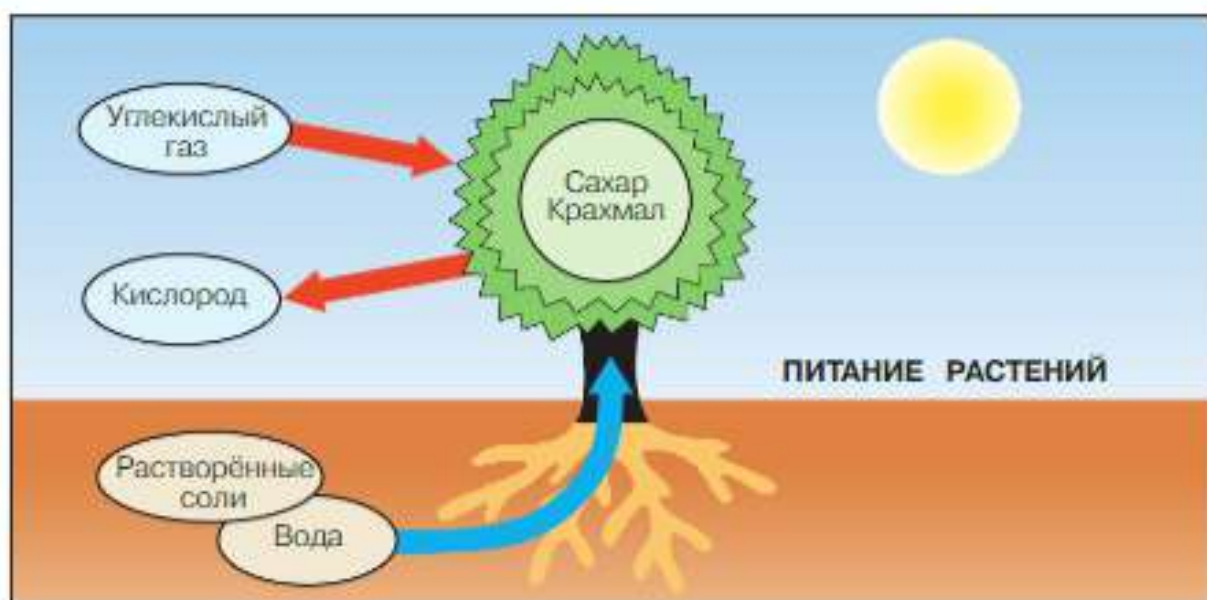 Углекислый
газ
Сахар
Крахмал
Кислород
ПИТАНИЕ РАСТЕНИЙ
Растворённые
соли
Вода